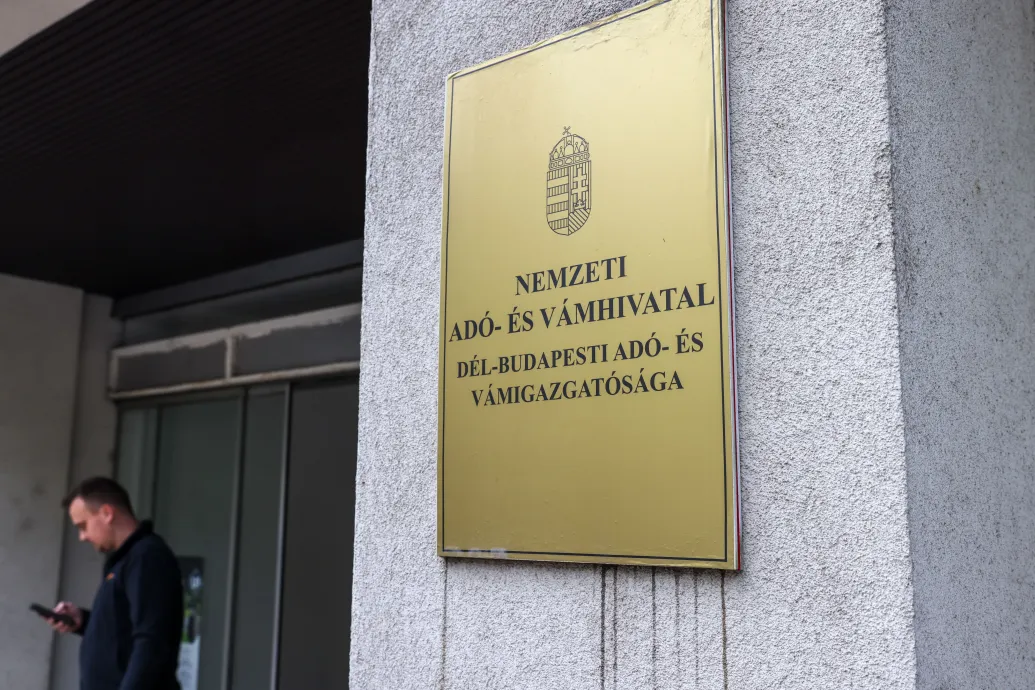 NEMZETI
ADÓ- ÉS VÁMHIVATAL
DÉL-BUDAPESTI ADÓ- ÉS
VÁMIGAZGATÓSÁGA